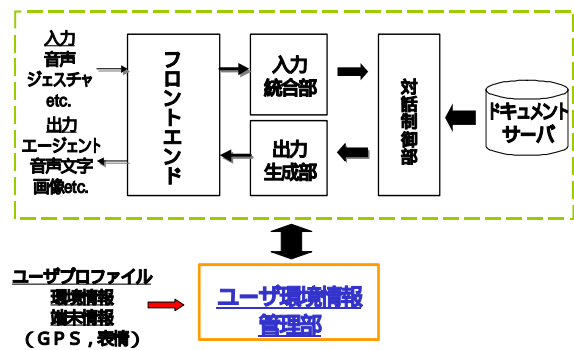 入力
音声
ジェスチャ
etc.
出力
エージェント
音声文字
画像etc.
フロントエンド
入力
統合部
出力
生成部
対話制御部
ドキュメント
サーバ
ユーザプロファイル
環境情報
端末情報
(ＧＰＳ,表情)
ユーザ環境情報
管理部